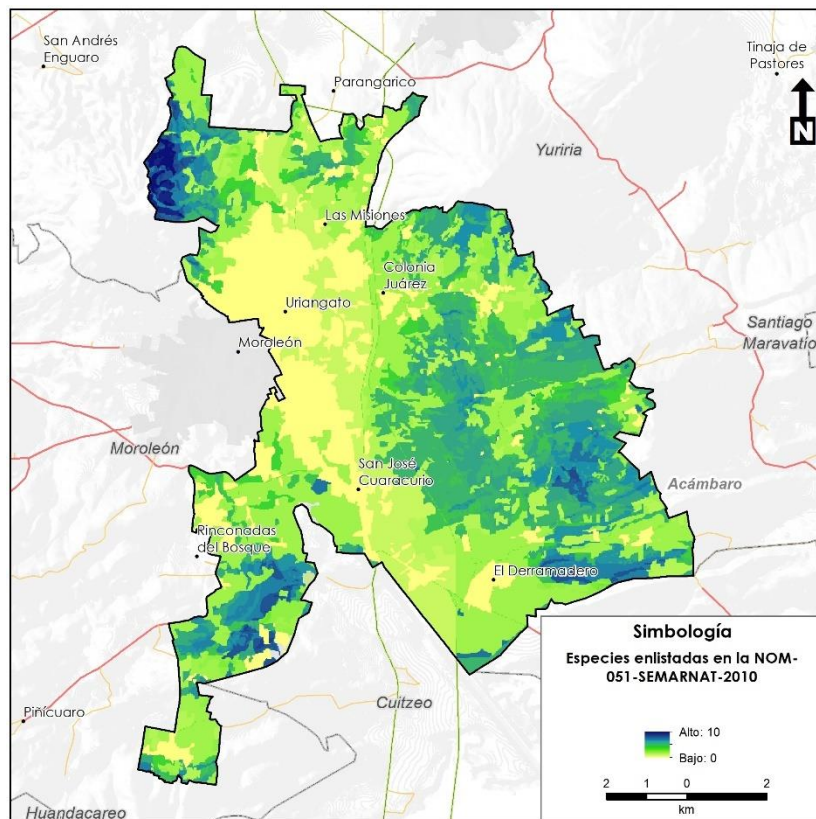 San Andrés
Enguaro
Parangarico
Tinaja de
Pastores
N
Yuriria
Las Misiones
Colonia
Juárez
Uriangato
Moroleón
Santiago
Maravatío
Moroleón
San José
Cuaracurio
Acámbaro
Rinconadas
del Bosque
El Derramadero
Piñícuaro
Cuitzeo
Huandacareo
Simbología
Especies enlistadas en la NOM-
051-SEMARNAT-2010
Alto: 10
Bajo: 0
2 1 0 2
km